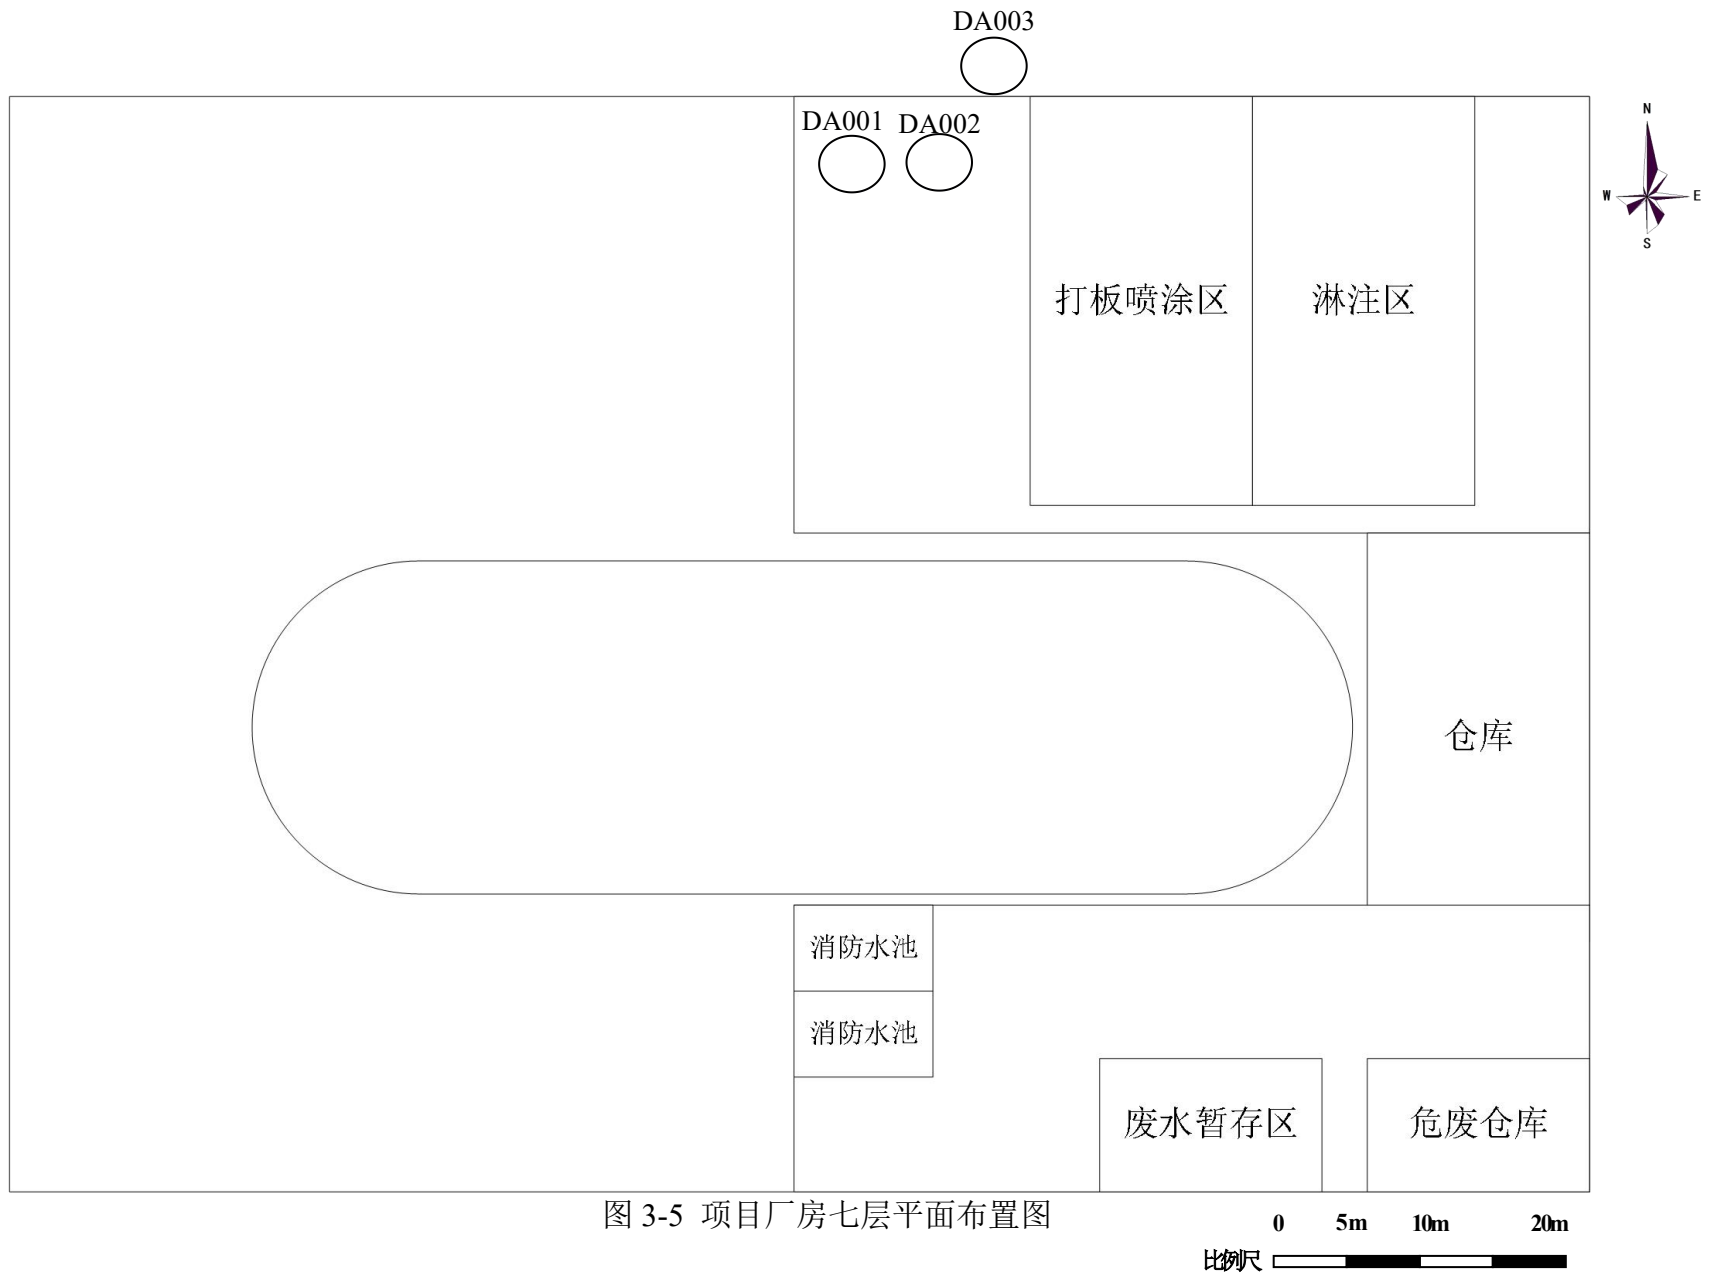 DA003
DA001 DA002
N
W E
S
打板喷涂区 淋注区
仓库
消防水池
消防水池
废水暂存区 危废仓库
图 3-5 项目厂房七层平面布置图
0 5m 10m 20m
比例尺